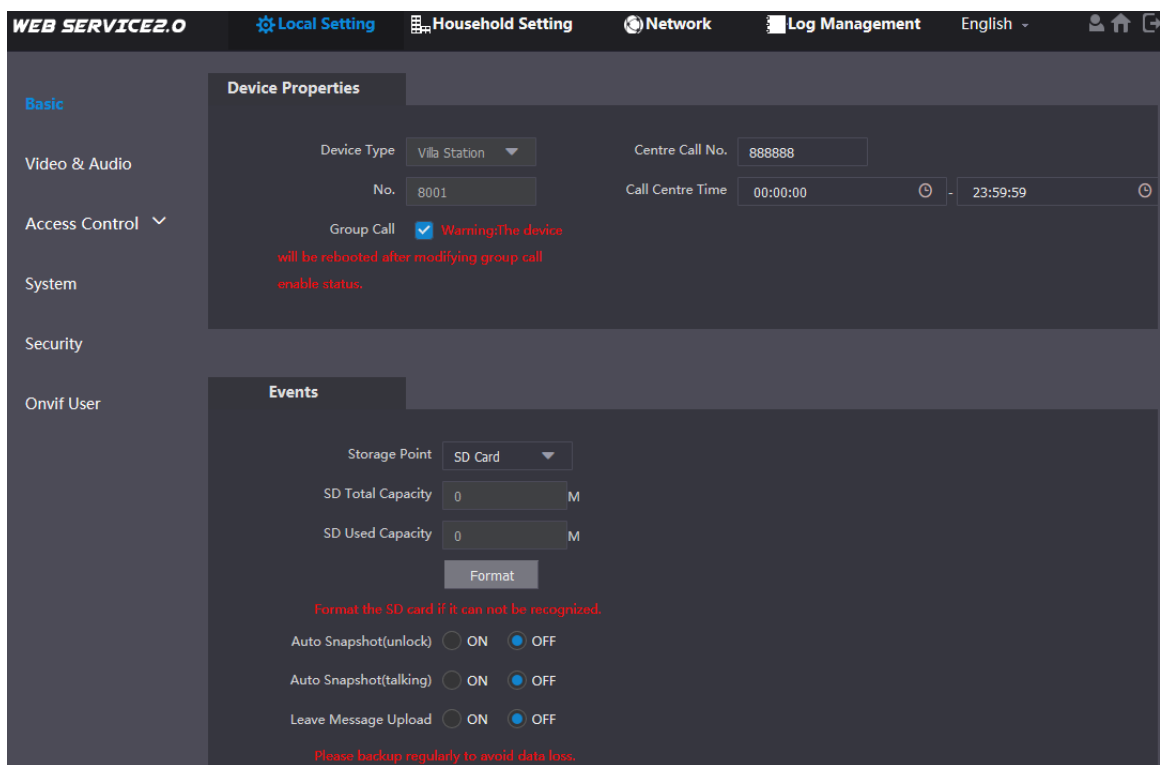 WEB SERVICE2.0 Local Setting Household Setting Network Log Management English
Basic
Video & Audio
Access Control
System
Security
Onvif User
Device Properties
Device Type Villa Station Centre Call No. 888888
No. 8001 Call Centre Time 00:00:00 - 23:59:59
Group Call Warning:The device
will be rebooted after modifying group call
enable status.
Events
Storage Point SD Card
SD Total Capacity 0 M
SD Used Capacity 0 M
Format
Format the SD card if it can not be recognized.
Auto Snapshot(unlock) ON OFF
Auto Snapshot(talking) ON OFF
Leave Message Upload ON OFF
Please backup regularly to avoid data loss.